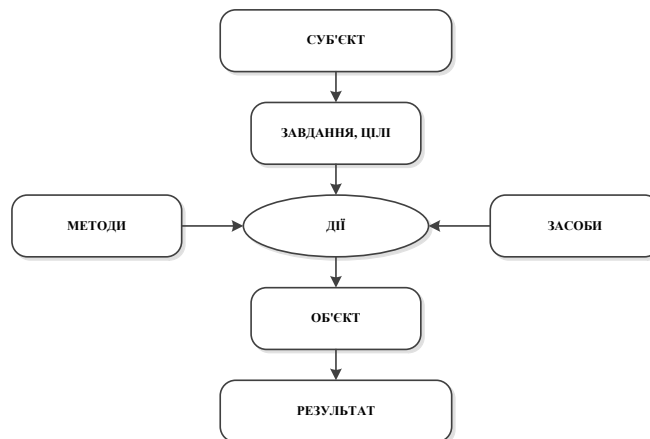 СУБ'ЄКТ
ЗАВДАННЯ, ЦІЛІ
МЕТОДИ
ДІЇ
ЗАСОБИ
ОБ'ЄКТ
РЕЗУЛЬТАТ